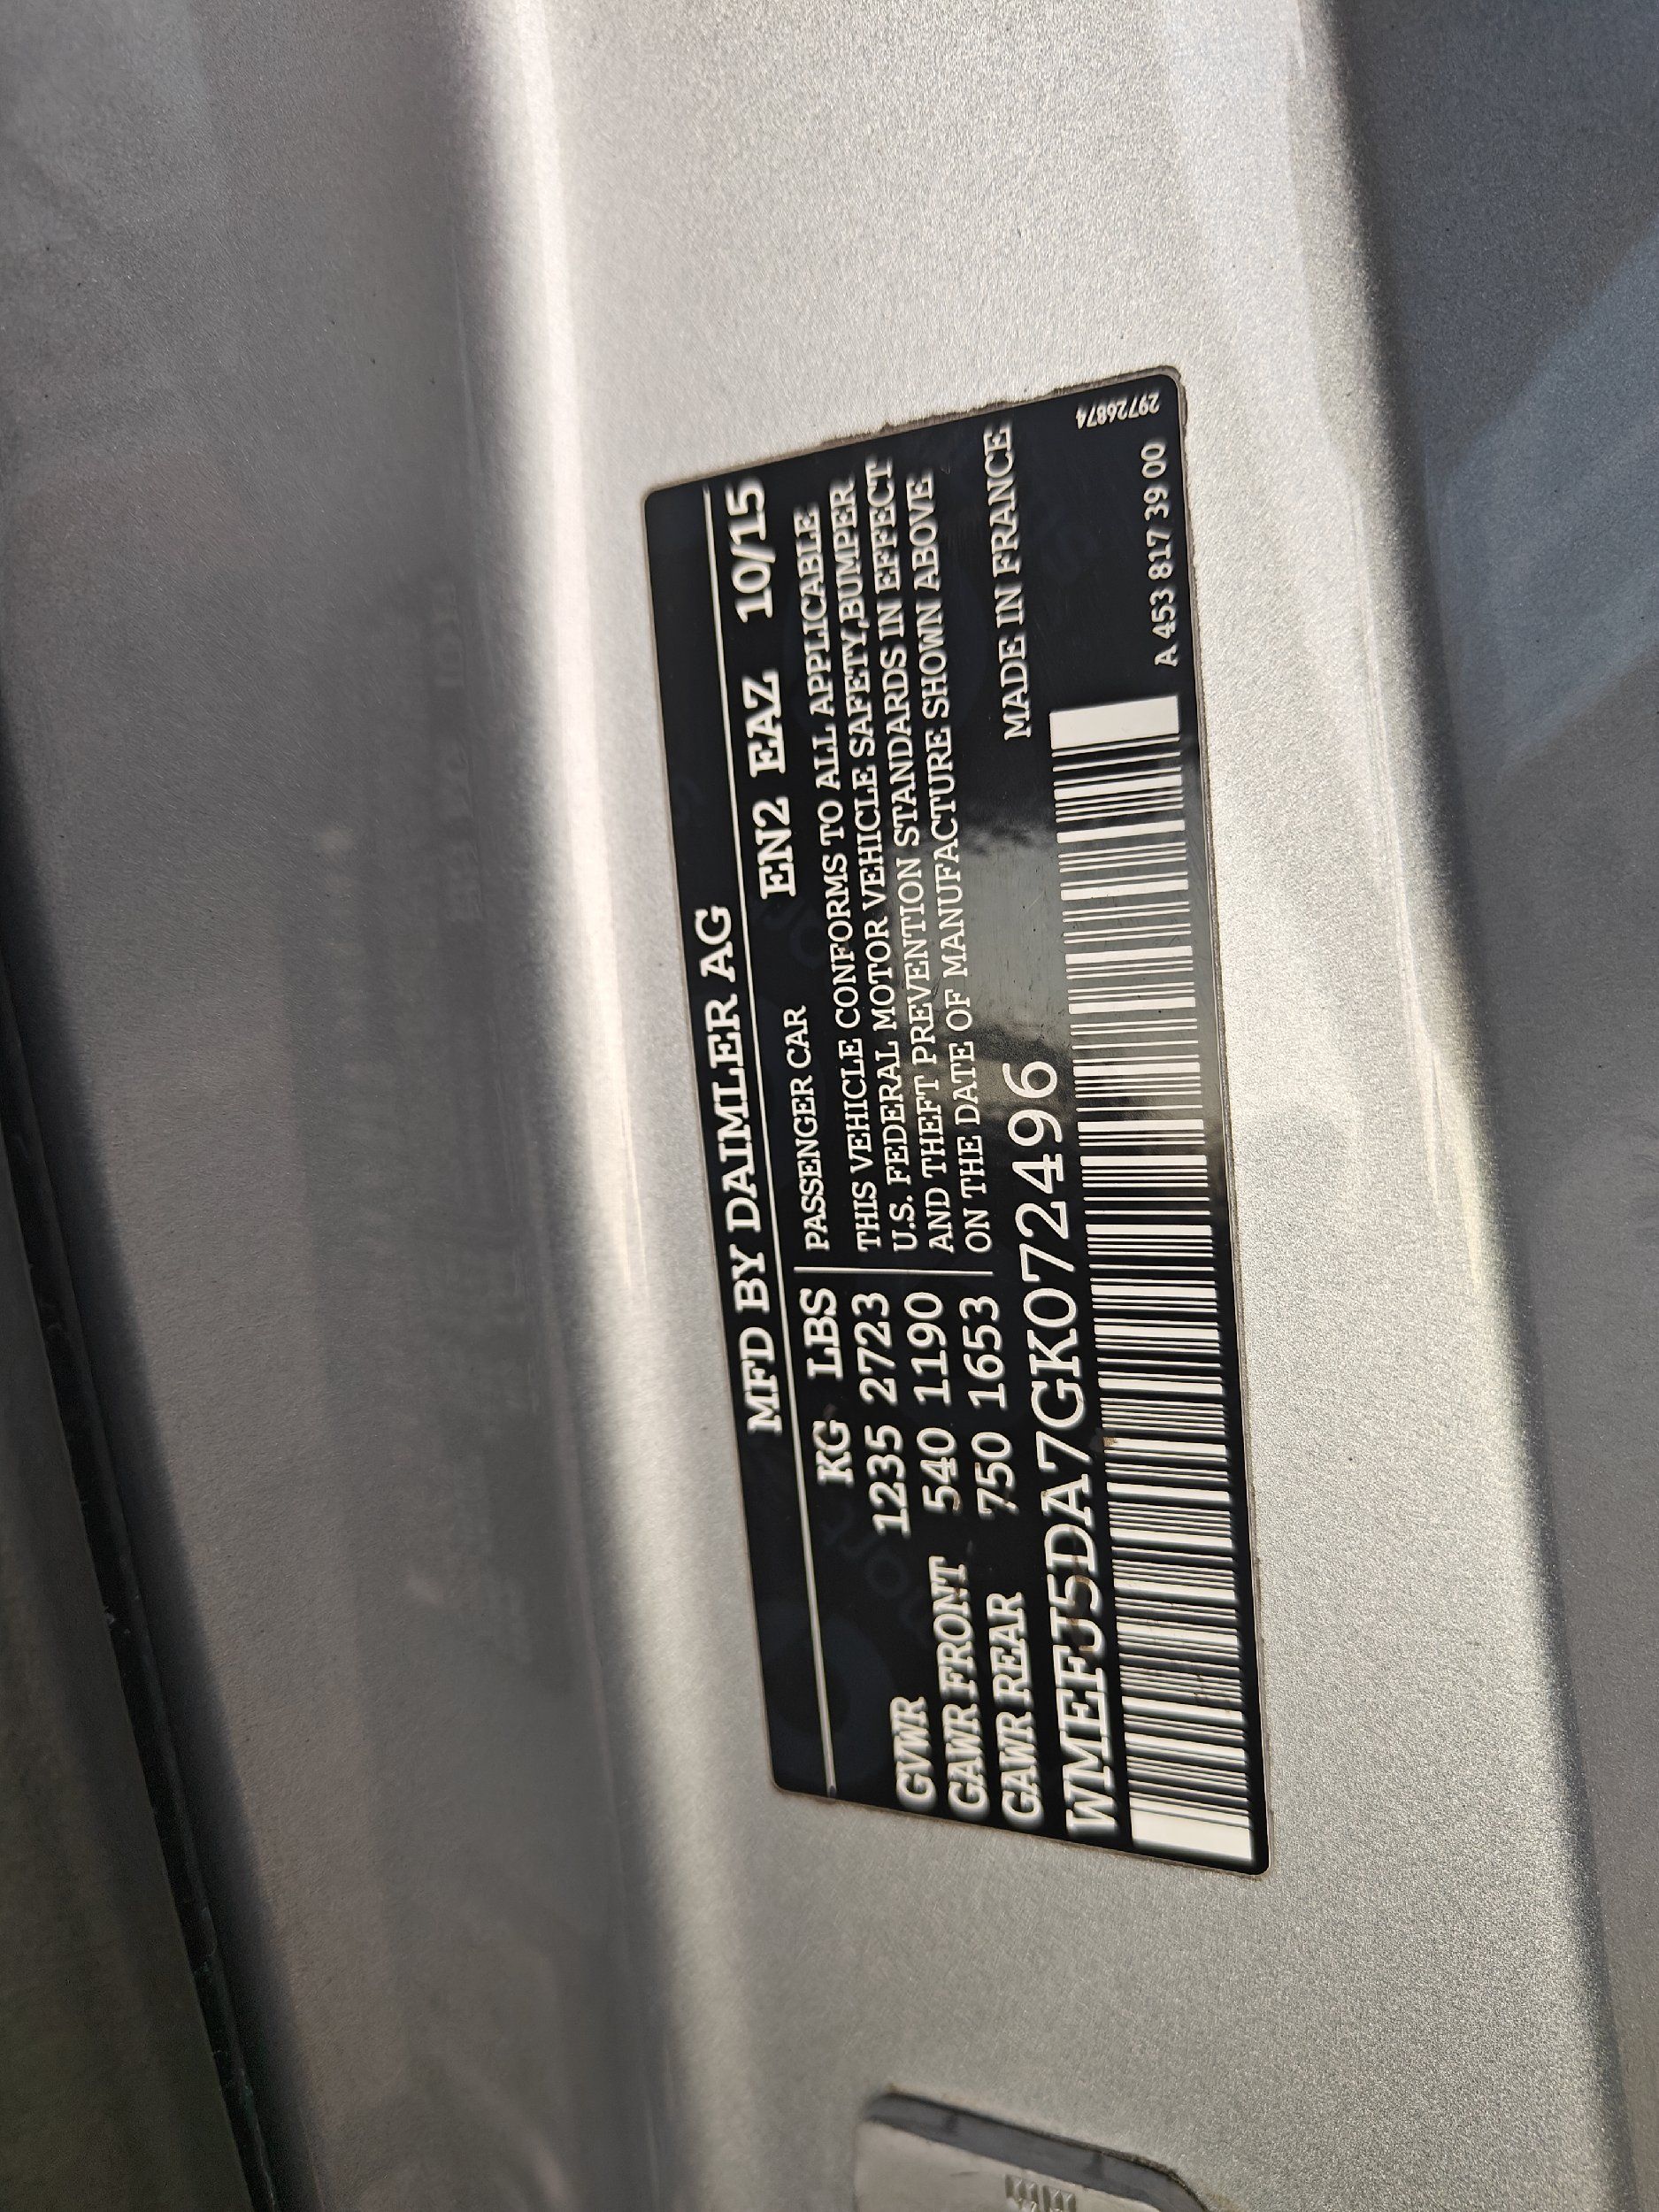 MFD BY DAIMLER AG
EN2 EAZ 10/15
KG LBS
GVWR 1235 2723
GAWR FRONT 540 1190
GAWR REAR 750 1653
PASSENGER CAR
THIS VEHICLE CONFORMS TO ALL APPLICABLE
U.S. FEDERAL MOTOR VEHICLE SAFETY,BUMPER
AND THEFT PREVENTION STANDARDS IN EFFECT
ON THE DATE OF MANUFACTURE SHOWN ABOVE
MADE IN FRANCE
WMEFJ5DA7GK072496
A 453 817 39 00
29726874